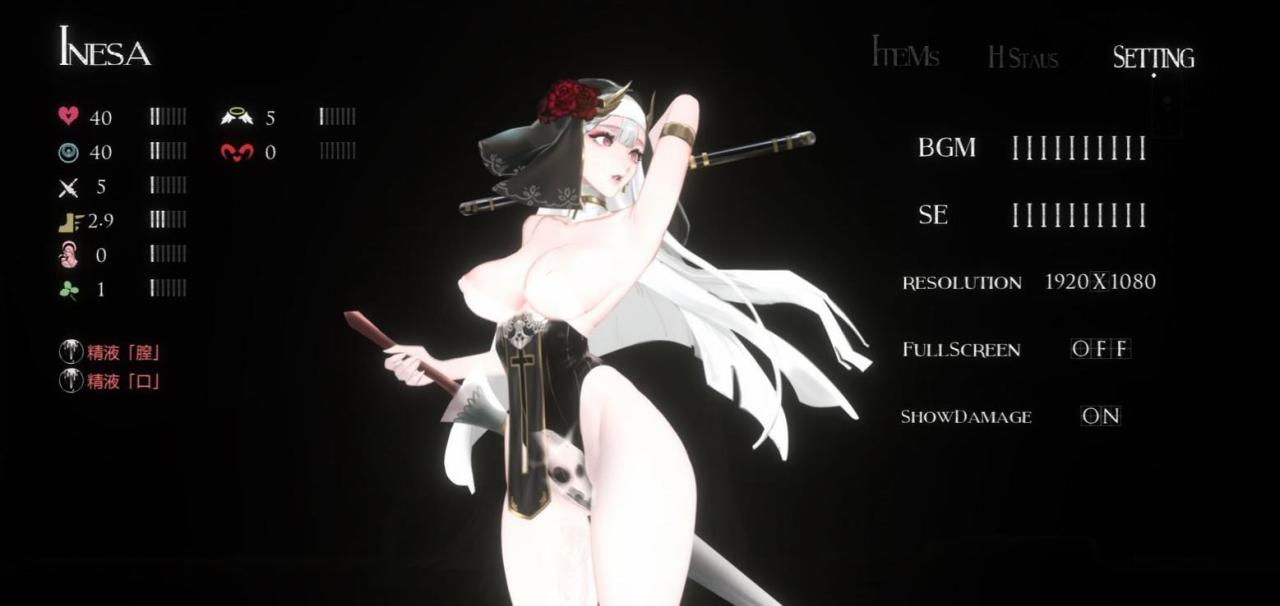 INESA
ITEMS H STAUS SETTING
40 5
40 0
5
2.9
0
1
精液「膣」
精液「口」
BGM
SE
RESOLUTION 1920X1080
FULLSCREEN OFF
SHOWDAMAGE ON